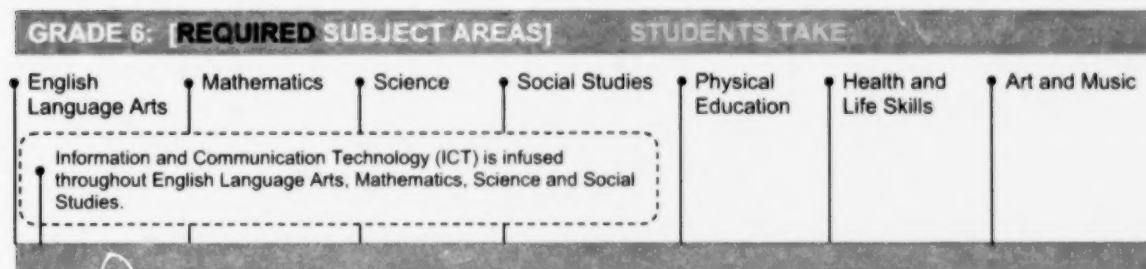 GRADE 6: [REQUIRED SUBJECT AREAS] STUDENTS TAKE:
English Language Arts
Mathematics
Science
Social Studies
Physical Education
Health and Life Skills
Art and Music
Information and Communication Technology (ICT) is infused
throughout English Language Arts, Mathematics, Science and Social
Studies.